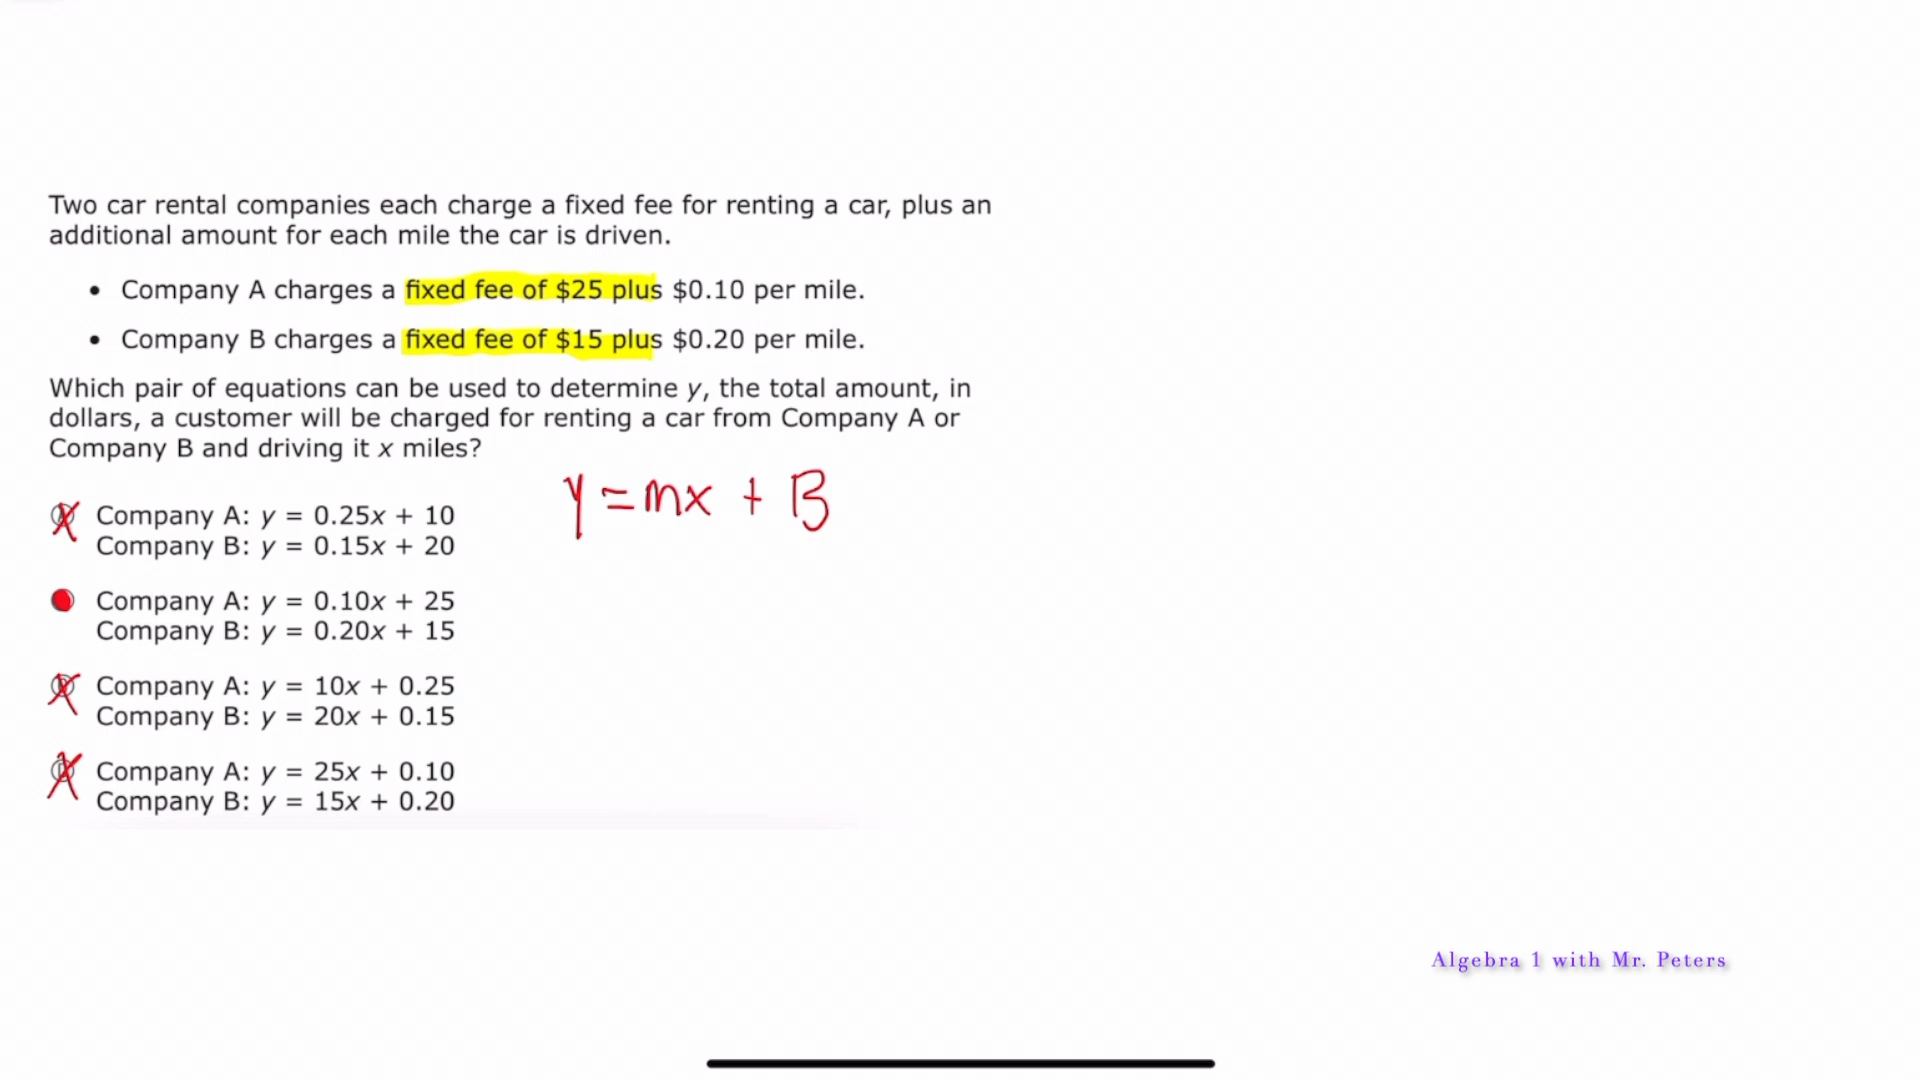 Two car rental companies each charge a fixed fee for renting a car, plus an
additional amount for each mile the car is driven.
• Company A charges a fixed fee of $25 plus $0.10 per mile.
• Company B charges a fixed fee of $15 plus $0.20 per mile.
Which pair of equations can be used to determine y, the total amount, in
dollars, a customer will be charged for renting a car from Company A or
Company B and driving it x miles?
y = mx + B
Company A: y = 0.25x + 10
Company B: y = 0.15x + 20
Company A: y = 0.10x + 25
Company B: y = 0.20x + 15
Company A: y = 10x + 0.25
Company B: y = 20x + 0.15
Company A: y = 25x + 0.10
Company B: y = 15x + 0.20
Algebra 1 with Mr. Peters